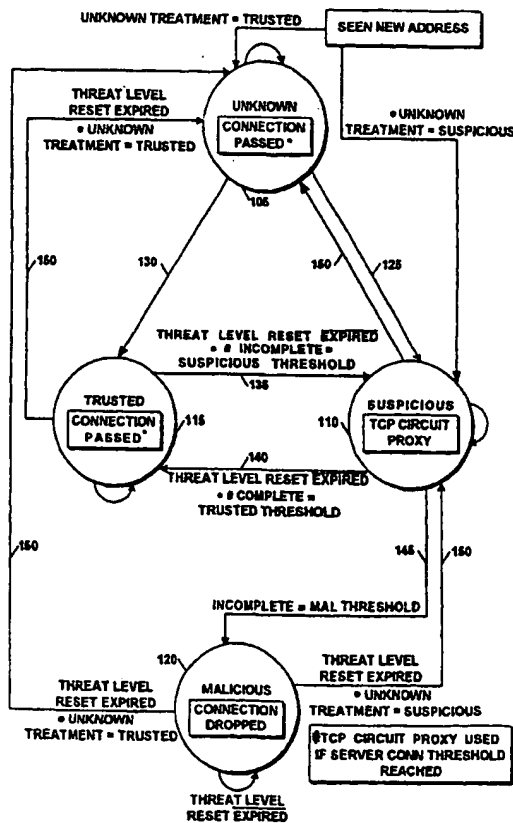 UNKNOWN TREATMENT = TRUSTED
SEEN NEW ADDRESS
THREAT LEVEL
RESET EXPIRED
• UNKNOWN
TREATMENT = TRUSTED
UNKNOWN
CONNECTION
PASSED*
105
• UNKNOWN
TREATMENT = SUSPICIOUS
150
130
150
125
THREAT LEVEL RESET EXPIRED
• # INCOMPLETE =
SUSPICIOUS THRESHOLD
135
TRUSTED
CONNECTION
PASSED*
115
SUSPICIOUS
TCP CIRCUIT
PROXY
110
140
THREAT LEVEL RESET EXPIRED
• # COMPLETE =
TRUSTED THRESHOLD
150
145
150
INCOMPLETE = MAL THRESHOLD
120
MALICIOUS
CONNECTION
DROPPED
THREAT LEVEL
RESET EXPIRED
• UNKNOWN
TREATMENT = TRUSTED
THREAT LEVEL
RESET EXPIRED
• UNKNOWN
TREATMENT = SUSPICIOUS
TCP CIRCUIT PROXY USED
IF SERVER CONN THRESHOLD
REACHED
THREAT LEVEL
RESET EXPIRED